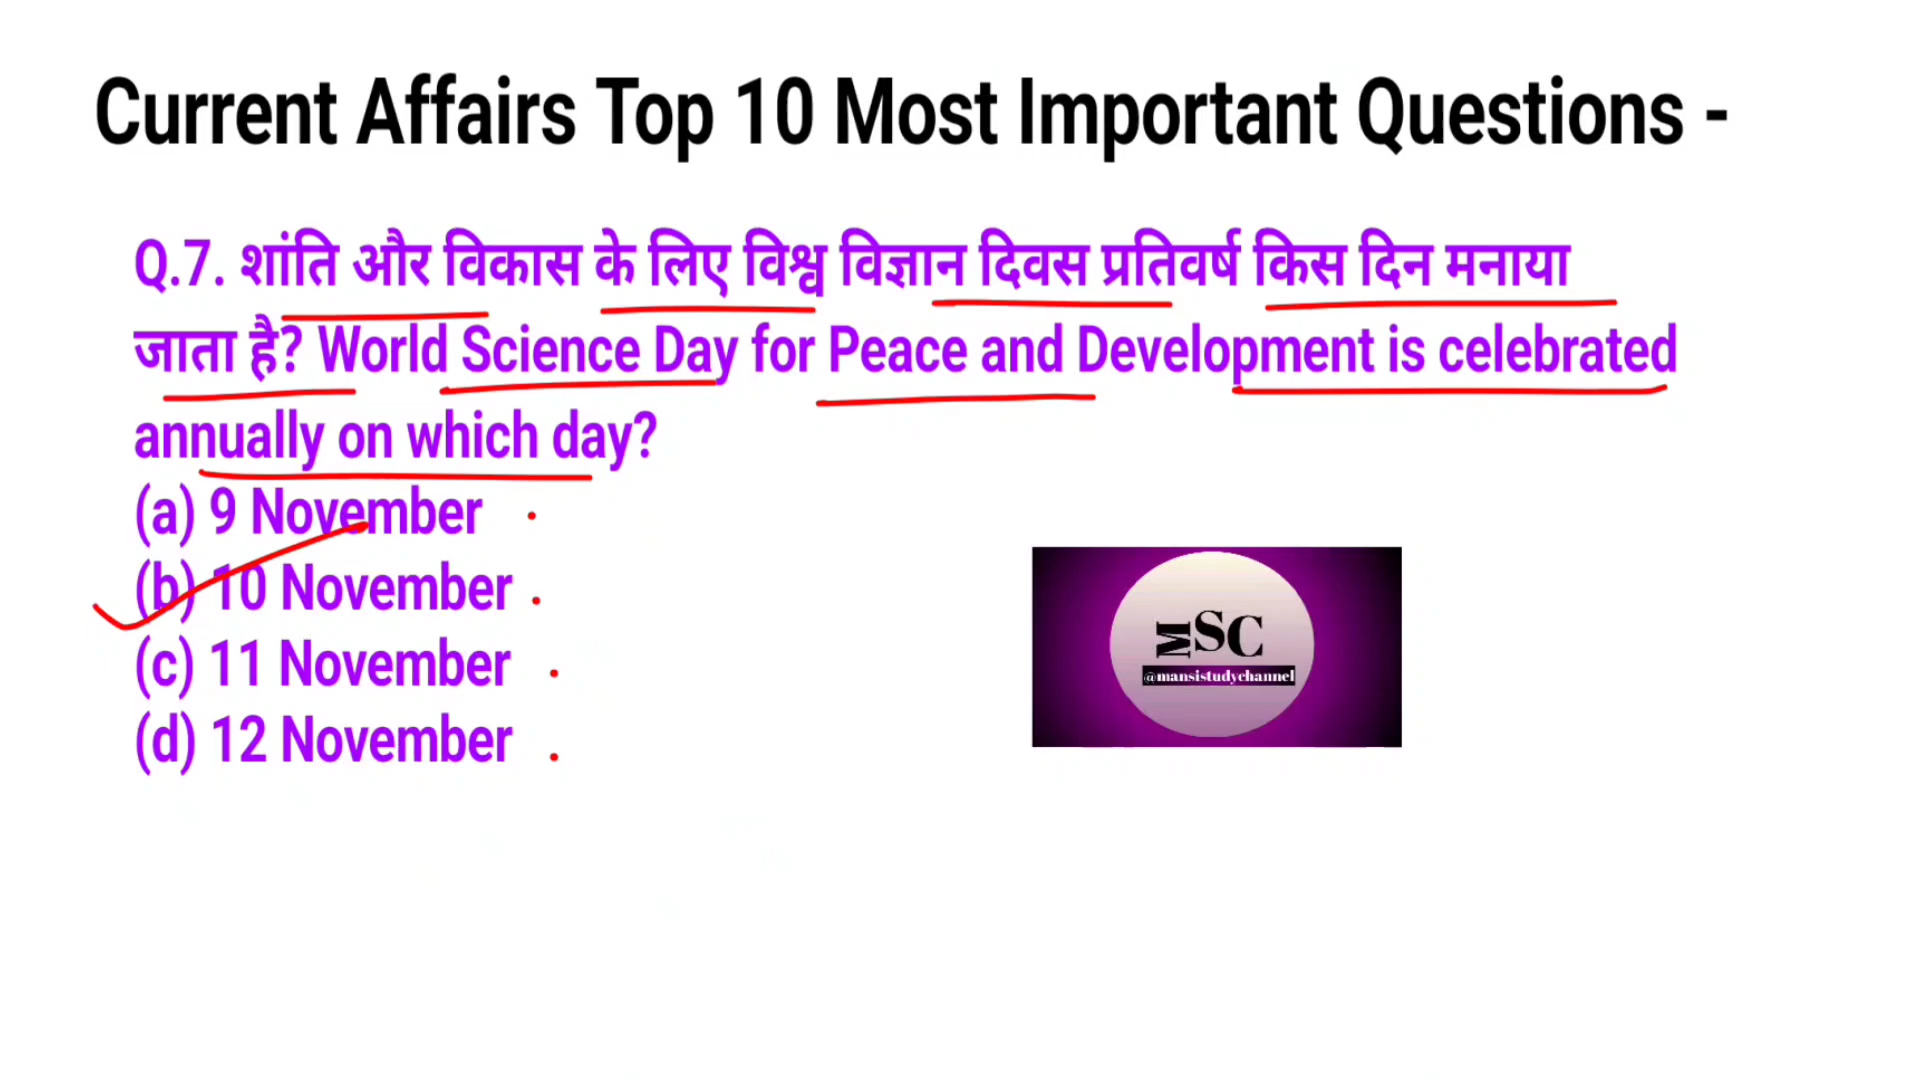 Current Affairs Top 10 Most Important Questions -
Q.7. शांति और विकास के लिए विश्व विज्ञान दिवस प्रतिवर्ष किस दिन मनाया
जाता है? World Science Day for Peace and Development is celebrated
annually on which day?
(a) 9 November
(b) 10 November
(c) 11 November
(d) 12 November
MSC
@mansistudychannel